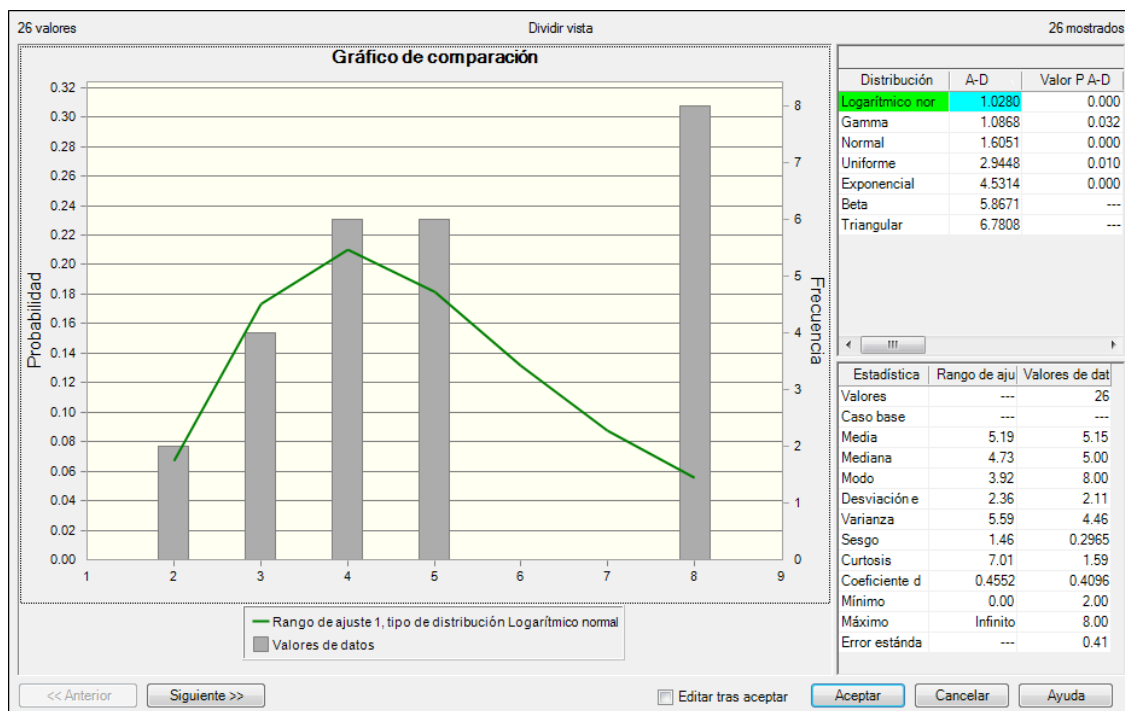 26 valores Dividir vista 26 mostrados
Gráfico de comparación
Probabilidad
0.32
0.30
0.28
0.26
0.24
0.22
0.20
0.18
0.16
0.14
0.12
0.10
0.08
0.06
0.04
0.02
0.00
1 2 3 4 5 6 7 8 9
8
7
6
5
4
3
2
1
0
Frecuencia
Rango de ajuste 1, tipo de distribución Logarítmico normal
Valores de datos
Distribución A-D Valor P A-D
Logarítmico nor 1.0280 0.000
Gamma 1.0868 0.032
Normal 1.6051 0.000
Uniforme 2.9448 0.010
Exponencial 4.5314 0.000
Beta 5.8671 ---
Triangular 6.7808 ---
Estadística Rango de aju Valores de dat
Valores --- 26
Caso base --- ---
Media 5.19 5.15
Mediana 4.73 5.00
Modo 3.92 8.00
Desviación e 2.36 2.11
Varianza 5.59 4.46
Sesgo 1.46 0.2965
Curtosis 7.01 1.59
Coeficiente d 0.4552 0.4096
Mínimo 0.00 2.00
Máximo Infinito 8.00
Error estánda --- 0.41
<< Anterior Siguiente >> Editar tras aceptar Aceptar Cancelar Ayuda